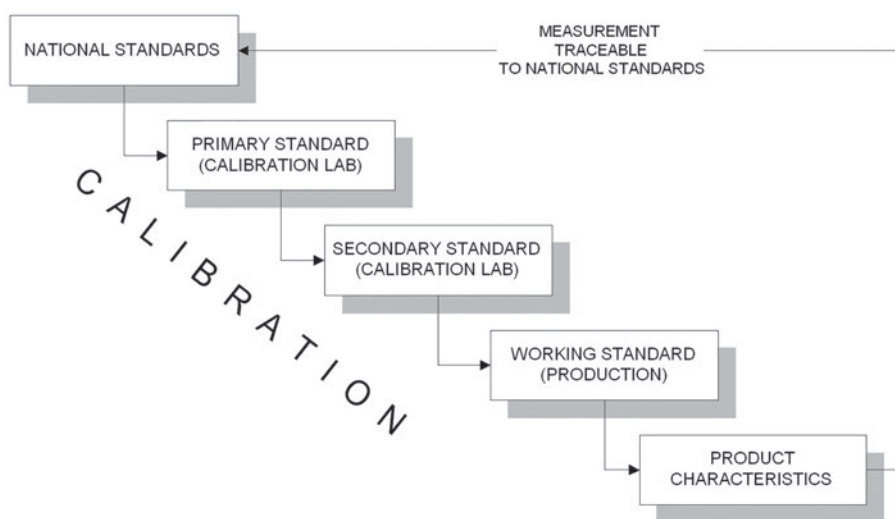 NATIONAL STANDARDS
MEASUREMENT
TRACEABLE
TO NATIONAL STANDARDS
PRIMARY STANDARD
(CALIBRATION LAB)
CALIBRATION
SECONDARY STANDARD
(CALIBRATION LAB)
WORKING STANDARD
(PRODUCTION)
PRODUCT
CHARACTERISTICS